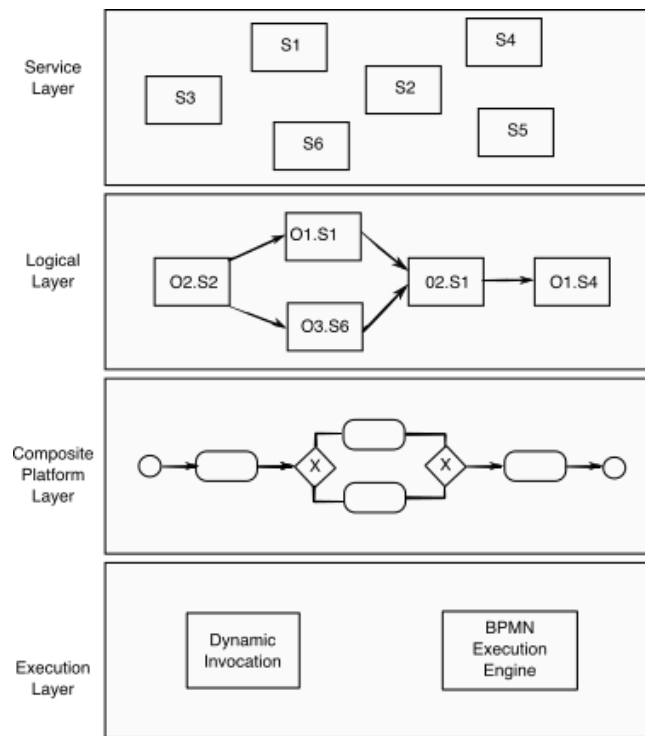 Service
Layer
S1
S4
S3
S2
S6
S5
Logical
Layer
O1.S1
O2.S2
02.S1
O1.S4
O3.S6
Composite
Platform
Layer
X
X
Execution
Layer
Dynamic
Invocation
BPMN
Execution
Engine